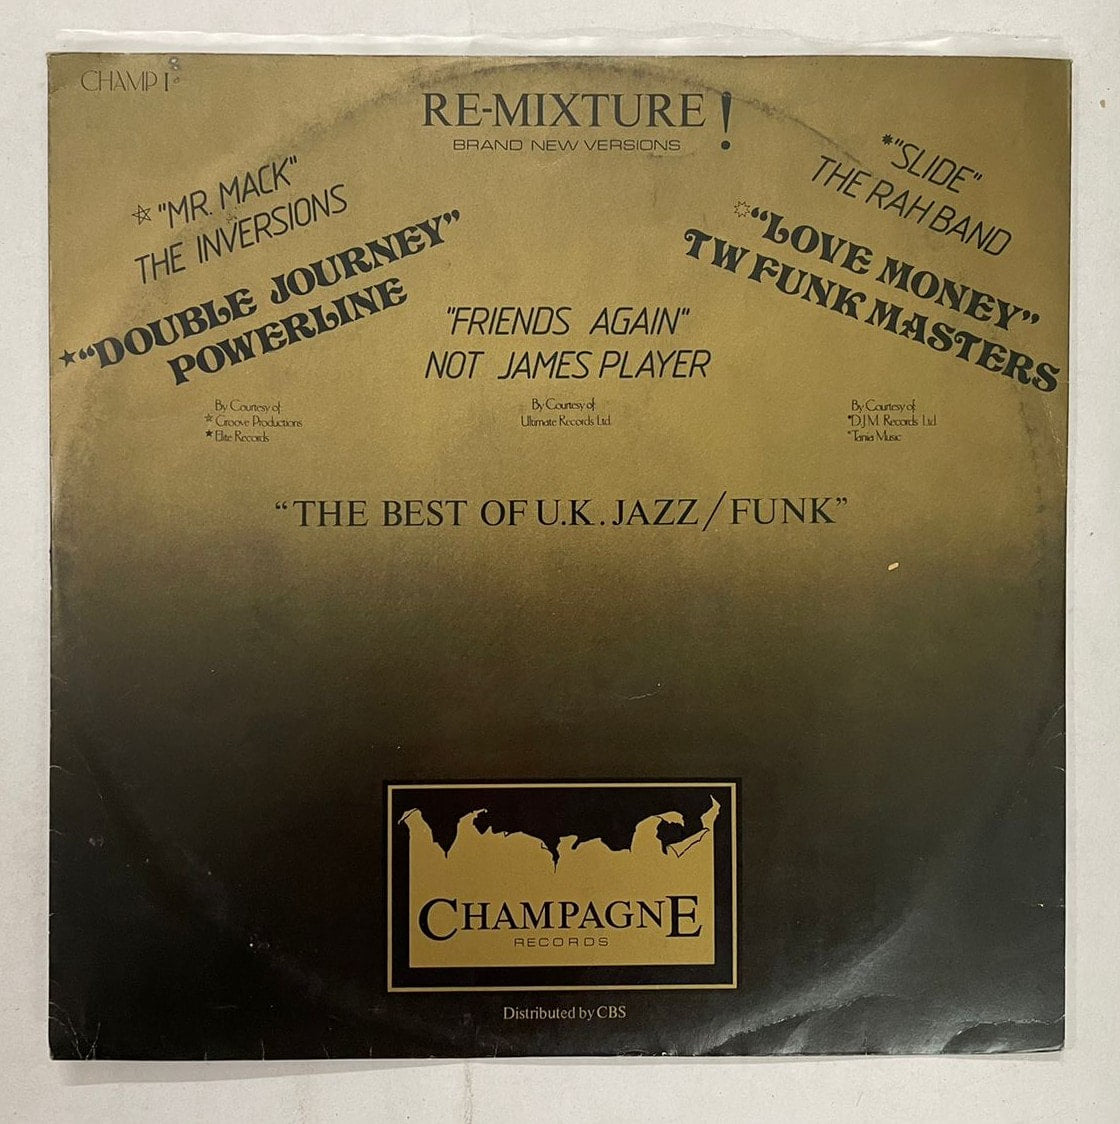 CHAMP 1
RE-MIXTURE!
BRAND NEW VERSIONS
"MR. MACK"
THE INVERSIONS
"DOUBLE JOURNEY"
POWERLINE
"FRIENDS AGAIN"
NOT JAMES PLAYER
*"SLIDE"
THE RAH BAND
"LOVE MONEY"
TW FUNK MASTERS
By Courtesy of:
Groove Productions
Elite Records
By Courtesy of:
Ultimate Records Ltd.
By Courtesy of:
*D.J.M. Records Ltd.
*Tania Music
"THE BEST OF U.K. JAZZ/FUNK"
CHAMPAGNE
RECORDS
Distributed by CBS